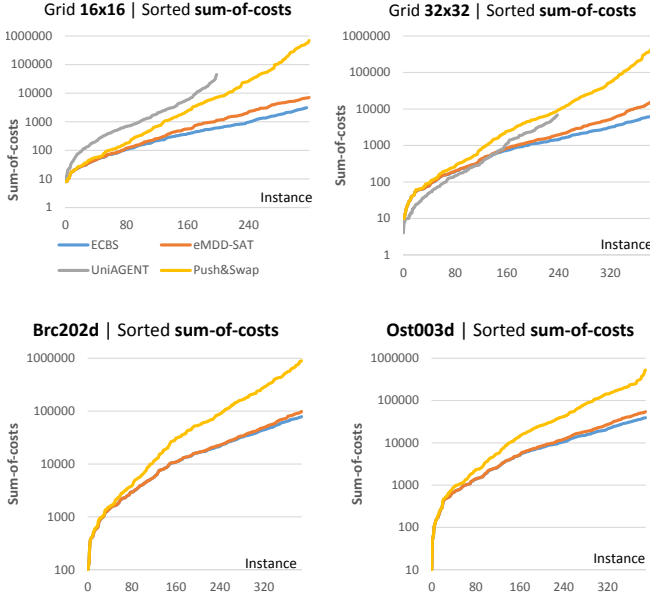 Grid 16x16 | Sorted sum-of-costs
1000000
100000
10000
1000
100
10
1
Sum-of-costs
Instance
0 80 160 240
ECBS eMDD-SAT
UniAGENT Push&Swap
Grid 32x32 | Sorted sum-of-costs
1000000
100000
10000
1000
100
10
1
Sum-of-costs
Instance
0 80 160 240 320
Brc202d | Sorted sum-of-costs
1000000
100000
10000
1000
100
Sum-of-costs
Instance
0 80 160 240 320
Ost003d | Sorted sum-of-costs
1000000
100000
10000
1000
100
10
Sum-of-costs
Instance
0 80 160 240 320